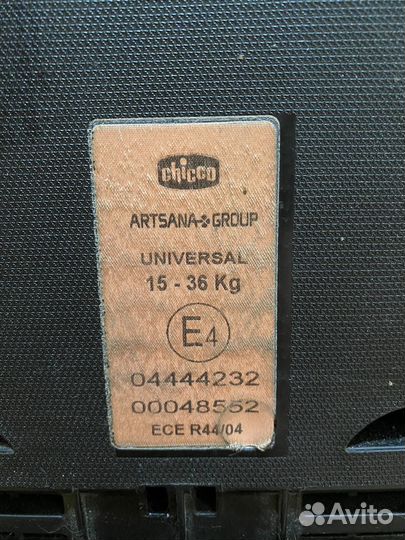 chicco
ARTSANA GROUP
UNIVERSAL
15 - 36 Kg
E4
04444232
00048552
ECE R44/04
Avito